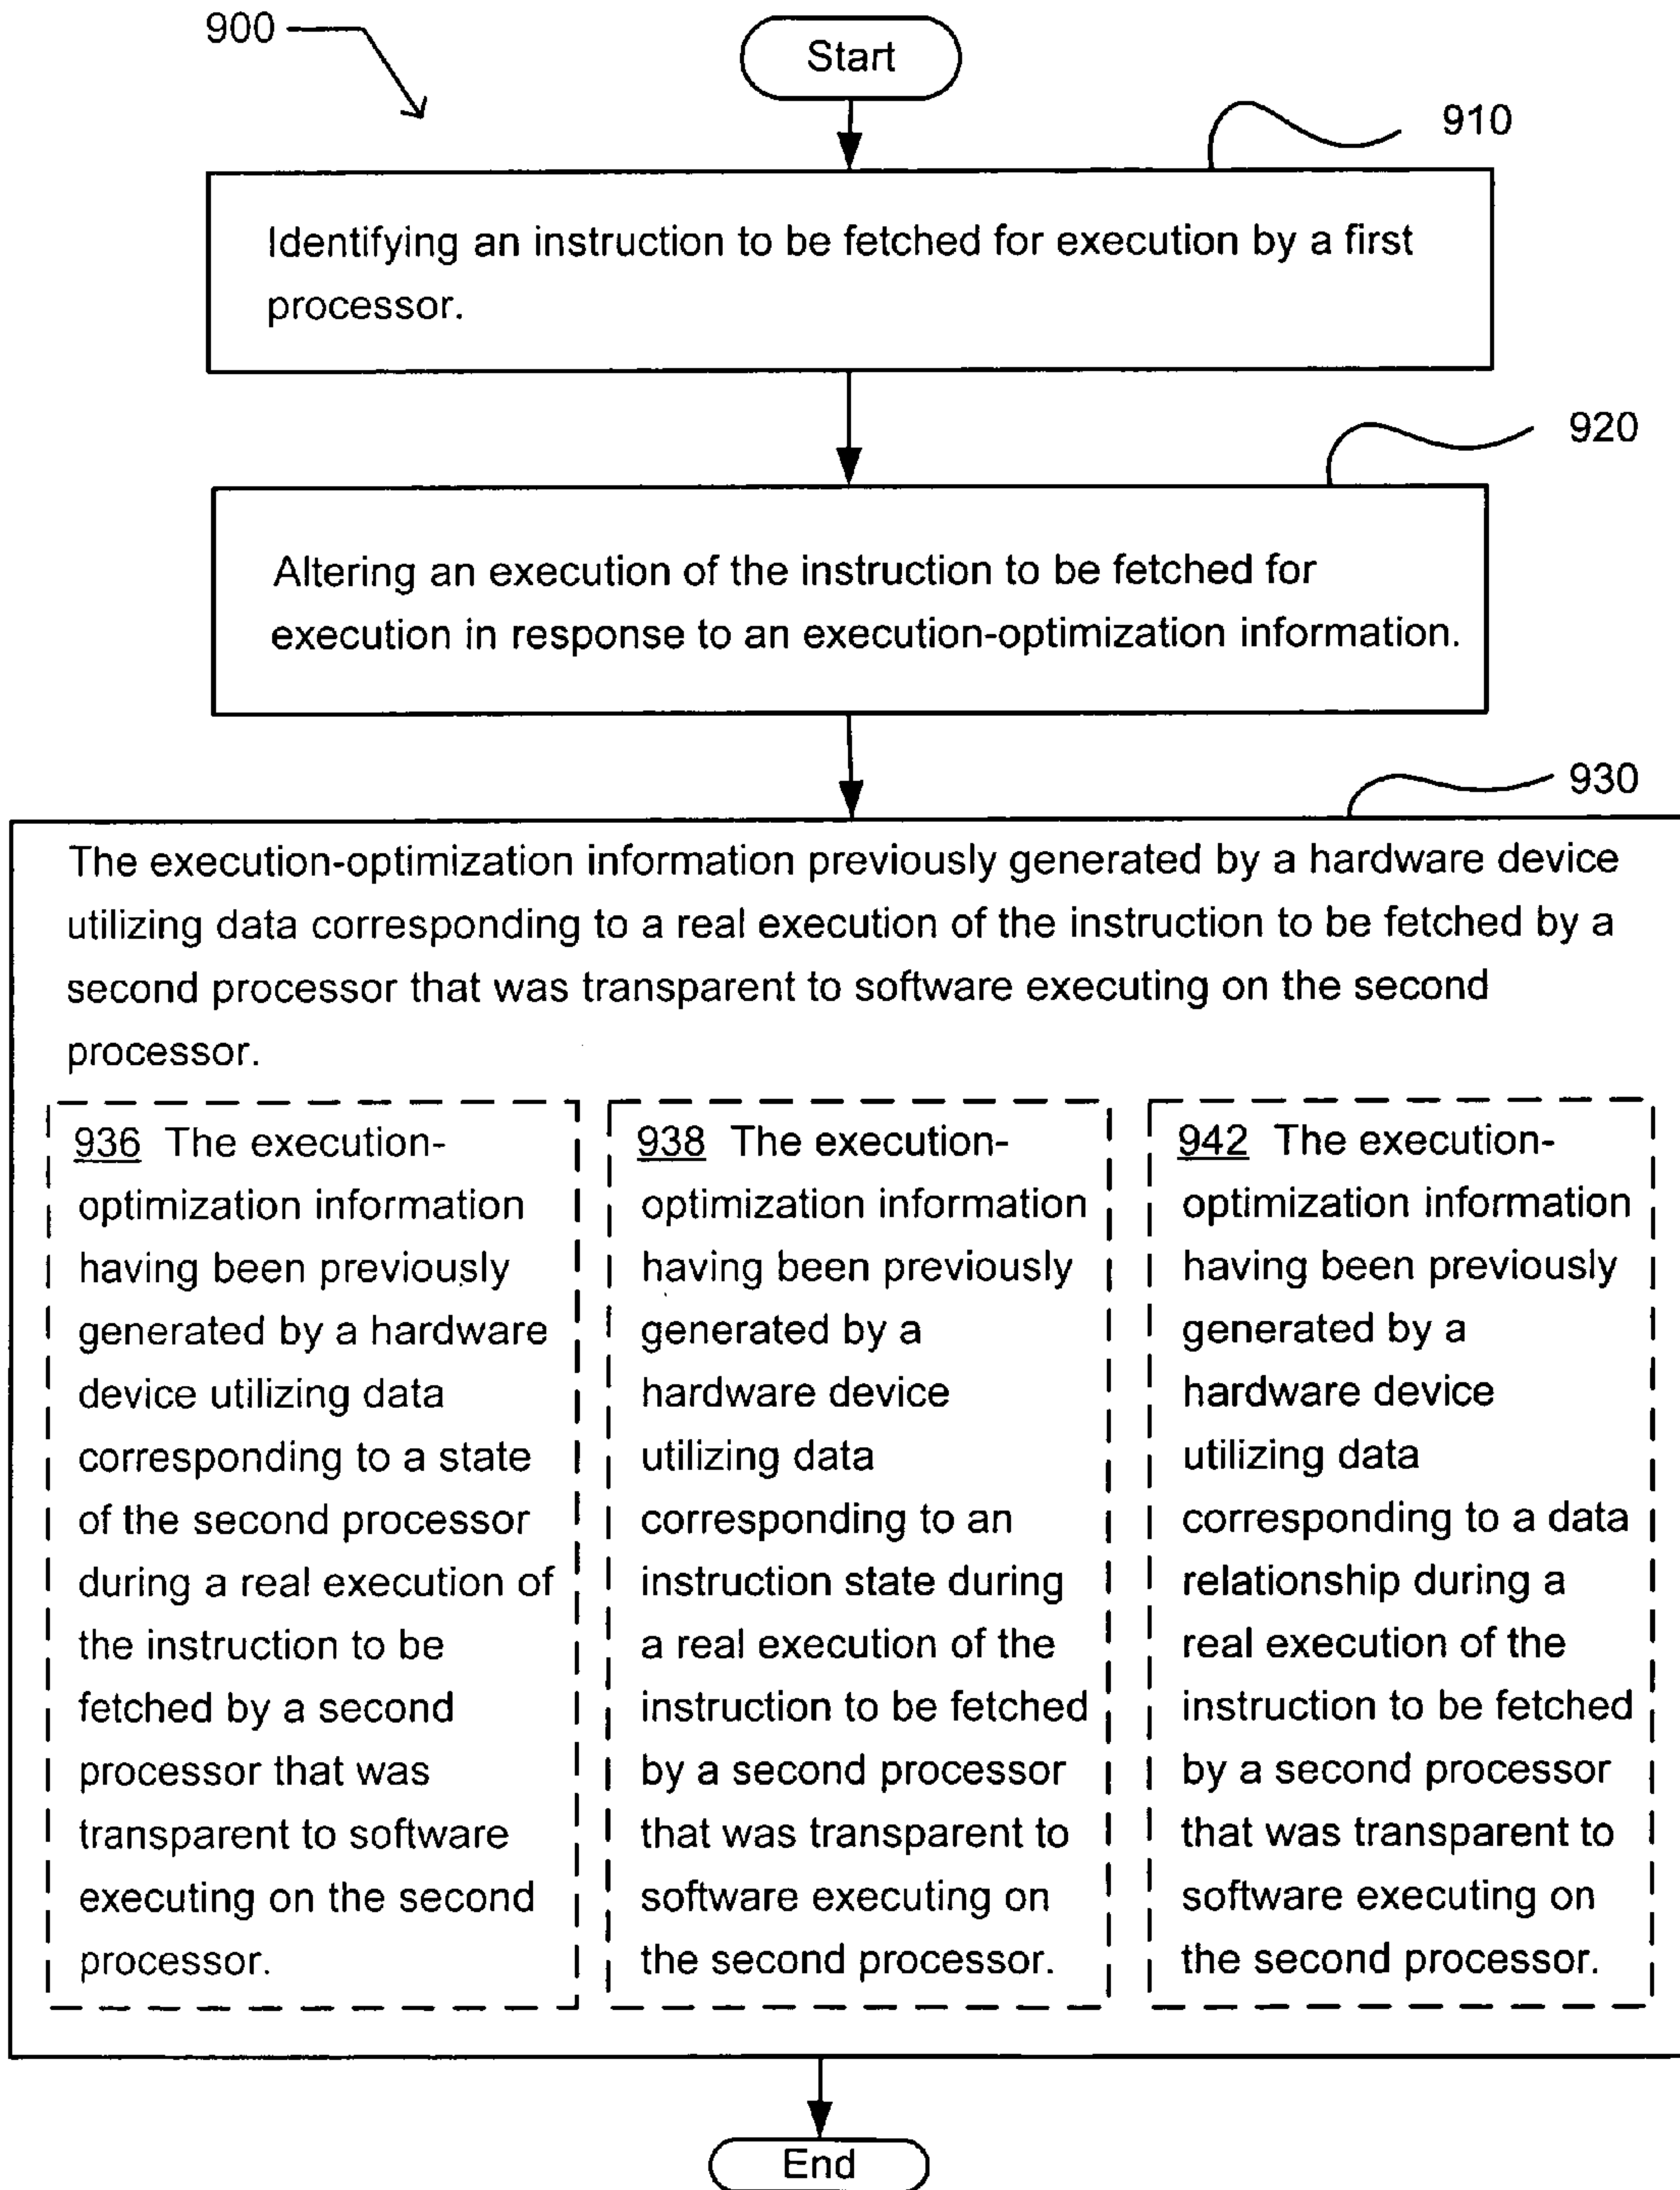 900
Start
910
Identifying an instruction to be fetched for execution by a first
processor.
920
Altering an execution of the instruction to be fetched for
execution in response to an execution-optimization information.
930
The execution-optimization information previously generated by a hardware device
utilizing data corresponding to a real execution of the instruction to be fetched by a
second processor that was transparent to software executing on the second
processor.
936 The execution-
optimization information
having been previously
generated by a hardware
device utilizing data
corresponding to a state
of the second processor
during a real execution of
the instruction to be
fetched by a second
processor that was
transparent to software
executing on the second
processor.
938 The execution-
optimization information
having been previously
generated by a
hardware device
utilizing data
corresponding to an
instruction state during
a real execution of the
instruction to be fetched
by a second processor
that was transparent to
software executing on
the second processor.
942 The execution-
optimization information
having been previously
generated by a
hardware device
utilizing data
corresponding to a data
relationship during a
real execution of the
instruction to be fetched
by a second processor
that was transparent to
software executing on
the second processor.
End